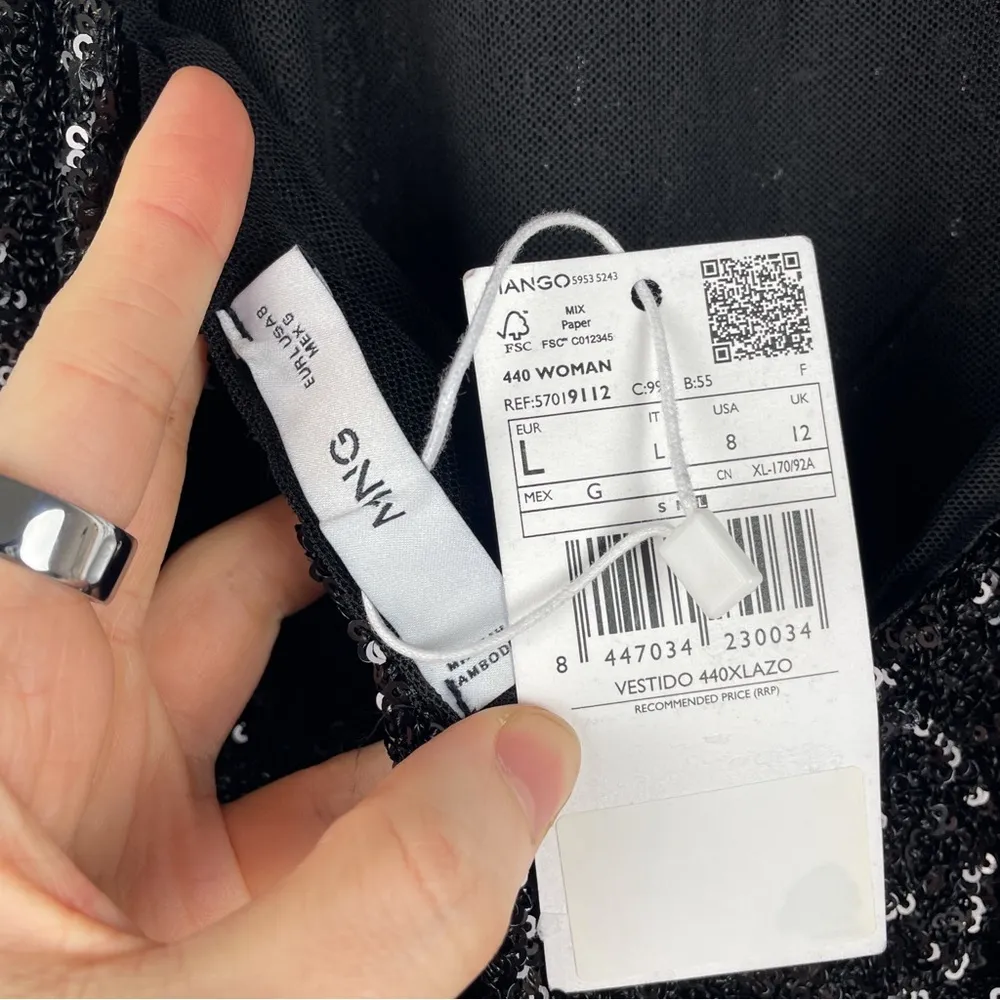 EUR L USA 8
MEX G
MNG
MANGO 5953 5243
MIX
Paper
FSC FSC™ C012345
440 WOMAN
REF:57019112 C:99 B:55 F
EUR IT USA UK
L L 8 12
MEX G CN XL-170/92A
S M L
8 447034 230034
VESTIDO 440XLAZO
RECOMMENDED PRICE (RRP)